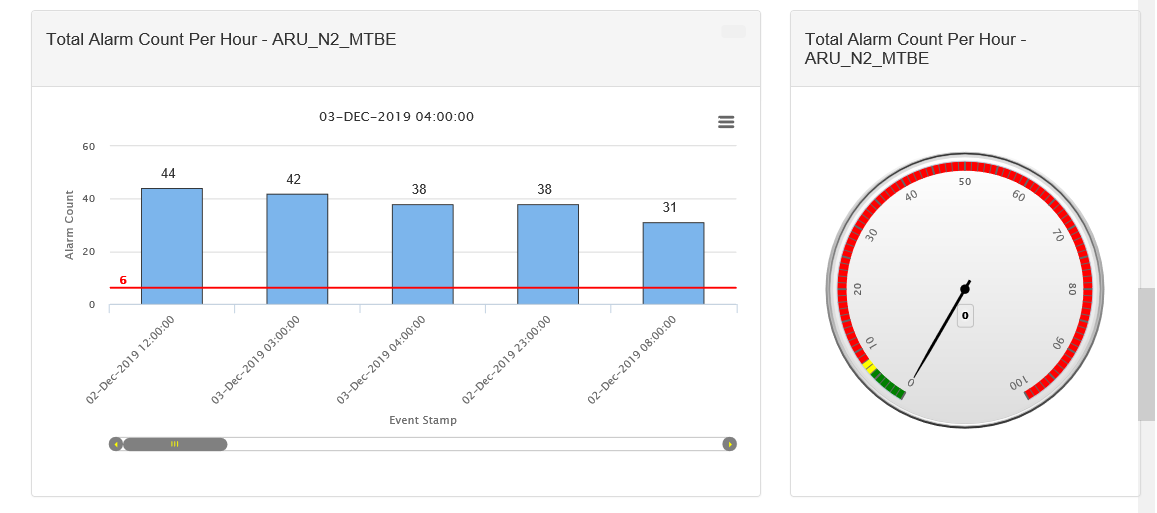 Total Alarm Count Per Hour - ARU_N2_MTBE
03-DEC-2019 04:00:00
Alarm Count
60
40
20
0
6
44
42
38
38
31
02-Dec-2019 12:00:00
03-Dec-2019 03:00:00
03-Dec-2019 04:00:00
02-Dec-2019 23:00:00
02-Dec-2019 08:00:00
Event Stamp
Total Alarm Count Per Hour -
ARU_N2_MTBE
0
10
20
30
40
50
60
70
80
90
100
0